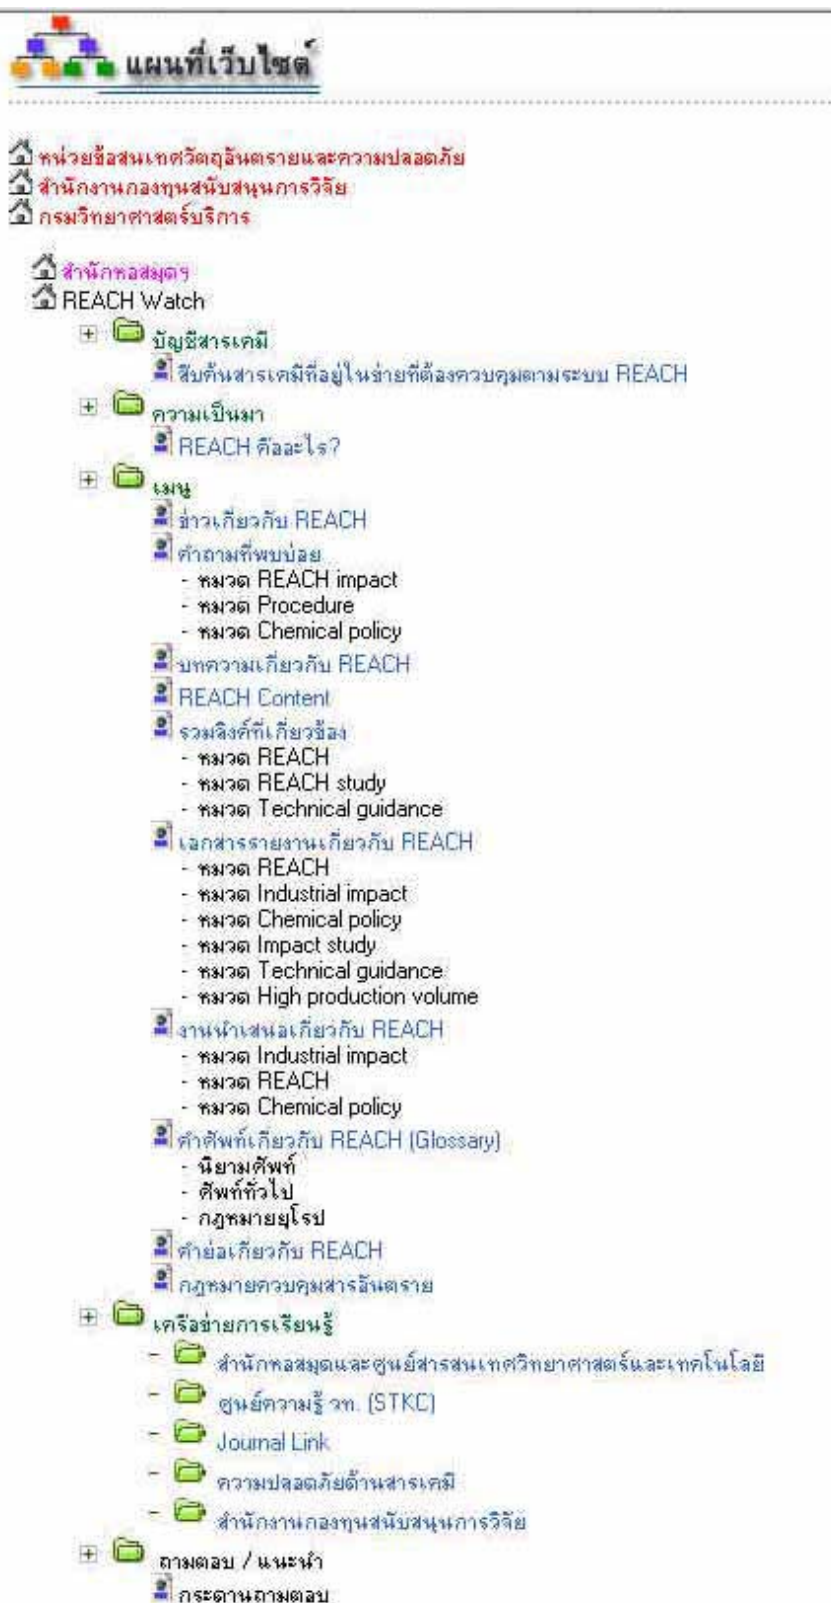 แผนที่เว็บไซต์
หน่วยข้อสนเทศวัตถุอันตรายและความปลอดภัย
สำนักงานกองทุนสนับสนุนการวิจัย
กรมวิทยาศาสตร์บริการ
สำนักหอสมุดฯ
REACH Watch
บัญชีสารเคมี
สืบค้นสารเคมีที่อยู่ในข่ายที่ต้องควบคุมตามระบบ REACH
ความเป็นมา
REACH คืออะไร?
เมนู
ข่าวเกี่ยวกับ REACH
คำถามที่พบบ่อย
- หมวด REACH impact
- หมวด Procedure
- หมวด Chemical policy
บทความเกี่ยวกับ REACH
REACH Content
รวมลิงค์ที่เกี่ยวข้อง
- หมวด REACH
- หมวด REACH study
- หมวด Technical guidance
เอกสารรายงานเกี่ยวกับ REACH
- หมวด REACH
- หมวด Industrial impact
- หมวด Chemical policy
- หมวด Impact study
- หมวด Technical guidance
- หมวด High production volume
งานนำเสนอเกี่ยวกับ REACH
- หมวด Industrial impact
- หมวด REACH
- หมวด Chemical policy
คำศัพท์เกี่ยวกับ REACH (Glossary)
- นิยามศัพท์
- ศัพท์ทั่วไป
- กฎหมายยุโรป
คำย่อเกี่ยวกับ REACH
กฎหมายควบคุมสารอันตราย
เครือข่ายการเรียนรู้
สำนักหอสมุดและศูนย์สารสนเทศวิทยาศาสตร์และเทคโนโลยี
ศูนย์ความรู้ วท. (STKC)
Journal Link
ความปลอดภัยด้านสารเคมี
สำนักงานกองทุนสนับสนุนการวิจัย
ถามตอบ / แนะนำ
กระดานถามตอบ